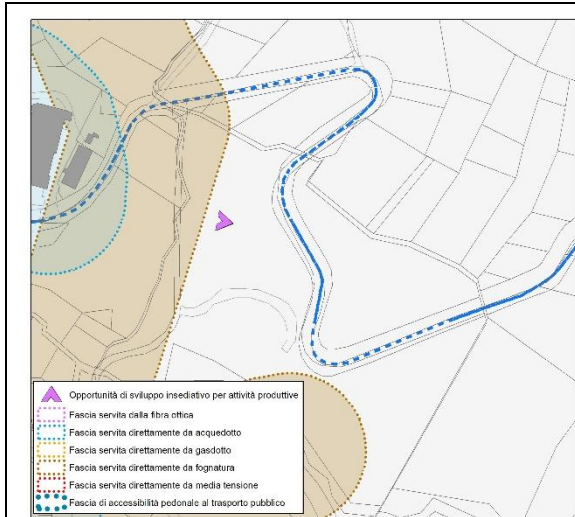 Opportunità di sviluppo insediativo per attività produttive
Fascia servita dalla fibra ottica
Fascia servita direttamente da acquedotto
Fascia servita direttamente da gasdotto
Fascia servita direttamente da fognatura
Fascia servita direttamente da media tensione
Fascia di accessibilità pedonale al trasporto pubblico